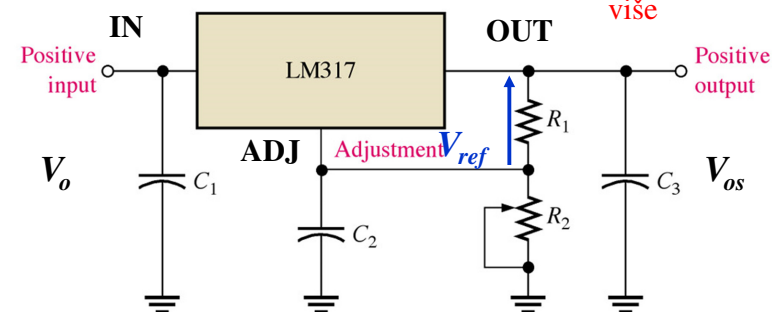 više
IN
OUT
Positive
input
LM317
Positive
output
R1
ADJ
Adjustment
Vref
Vo
C1
C2
R2
C3
Vos